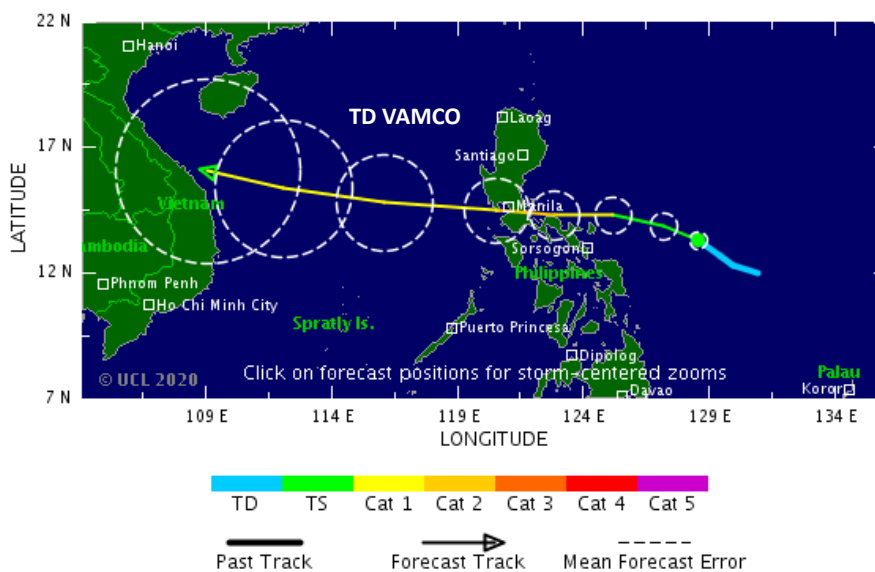 22 N
Hanoi
TD VAMCO
Laoag
17 N
Santiago
Manila
LATITUDE
Vietnam
Sorsogon
ambodia
12 N
Philippines
Phnom Penh
Ho Chi Minh City
Spratly Is.
Puerto Princesa
Dipolog
© UCL 2020
Click on forecast positions for storm-centered zooms
Palau
7 N
Davao
Koror
109 E 114 E 119 E 124 E 129 E 134 E
LONGITUDE
TD TS Cat 1 Cat 2 Cat 3 Cat 4 Cat 5
Past Track Forecast Track Mean Forecast Error